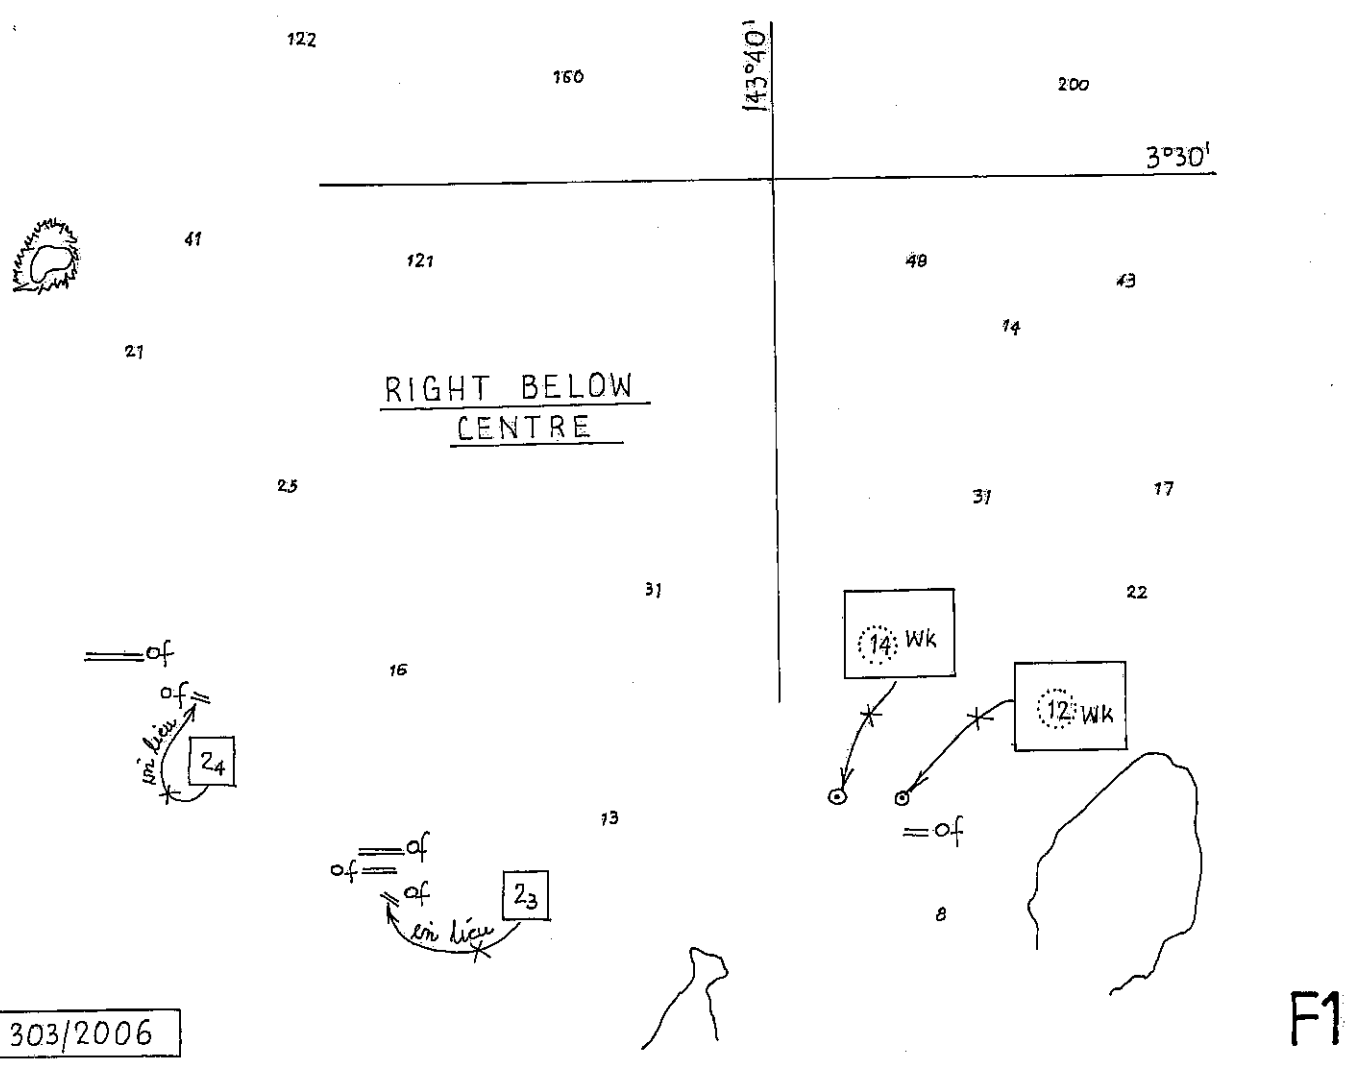 122
160
143°40'
200
3°30'
41
121
48
43
14
21
RIGHT BELOW
CENTRE
25
31
17
31
22
14 Wk
of
16
of
12 Wk
en lieu
24
13
of
of
of
of
23
en lieu
8
303/2006
F1